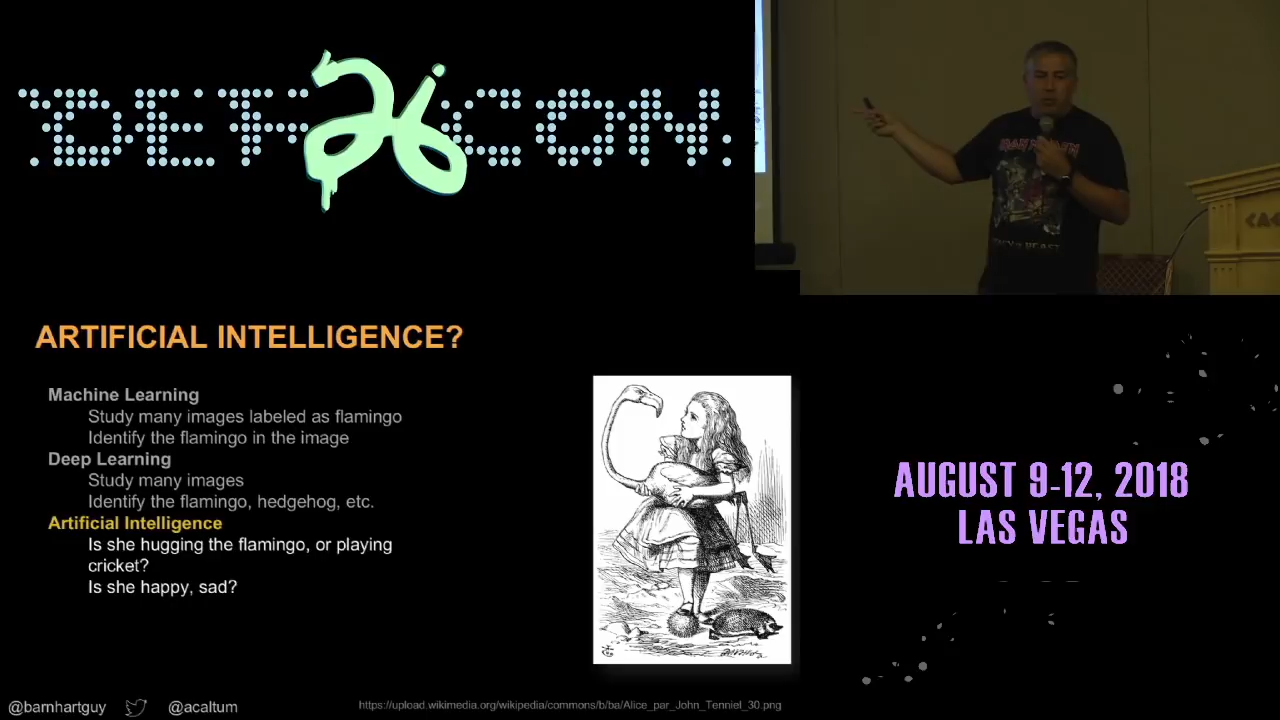 DEF 26 CON
IRON MAIDEN
ARTIFICIAL INTELLIGENCE?
Machine Learning
Study many images labeled as flamingo
Identify the flamingo in the image
Deep Learning
Study many images
Identify the flamingo, hedgehog, etc.
Artificial Intelligence
Is she hugging the flamingo, or playing
cricket?
Is she happy, sad?
AUGUST 9-12, 2018
LAS VEGAS
@barnhartguy
@acaltum
https://upload.wikimedia.org/wikipedia/commons/b/ba/Alice_par_John_Tenniel_30.png